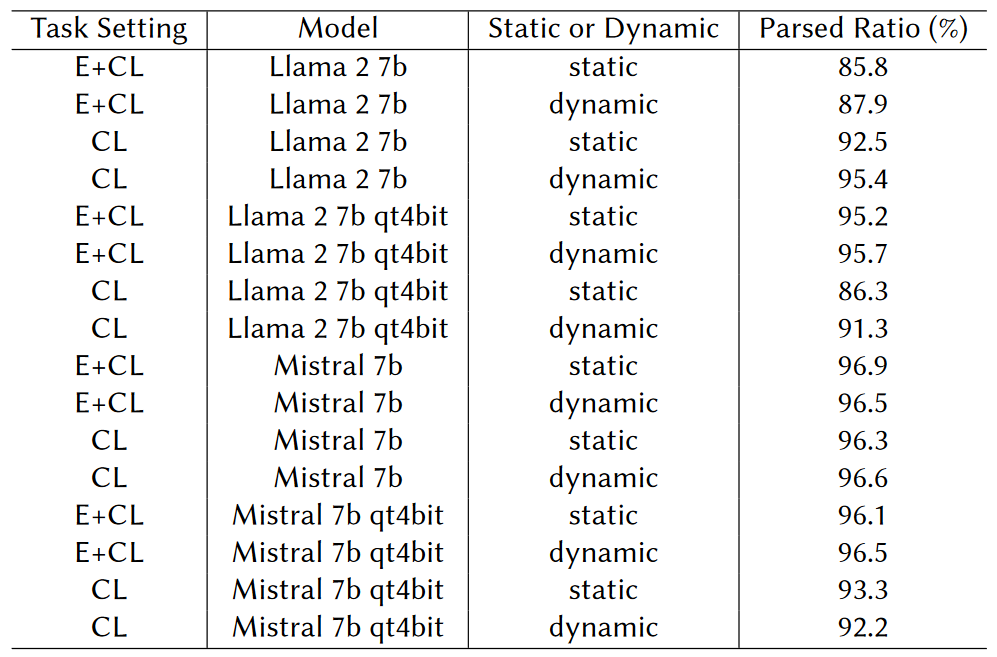 Task Setting Model Static or Dynamic Parsed Ratio (%)
E+CL Llama 2 7b static 85.8
E+CL Llama 2 7b dynamic 87.9
CL Llama 2 7b static 92.5
CL Llama 2 7b dynamic 95.4
E+CL Llama 2 7b qt4bit static 95.2
E+CL Llama 2 7b qt4bit dynamic 95.7
CL Llama 2 7b qt4bit static 86.3
CL Llama 2 7b qt4bit dynamic 91.3
E+CL Mistral 7b static 96.9
E+CL Mistral 7b dynamic 96.5
CL Mistral 7b static 96.3
CL Mistral 7b dynamic 96.6
E+CL Mistral 7b qt4bit static 96.1
E+CL Mistral 7b qt4bit dynamic 96.5
CL Mistral 7b qt4bit static 93.3
CL Mistral 7b qt4bit dynamic 92.2